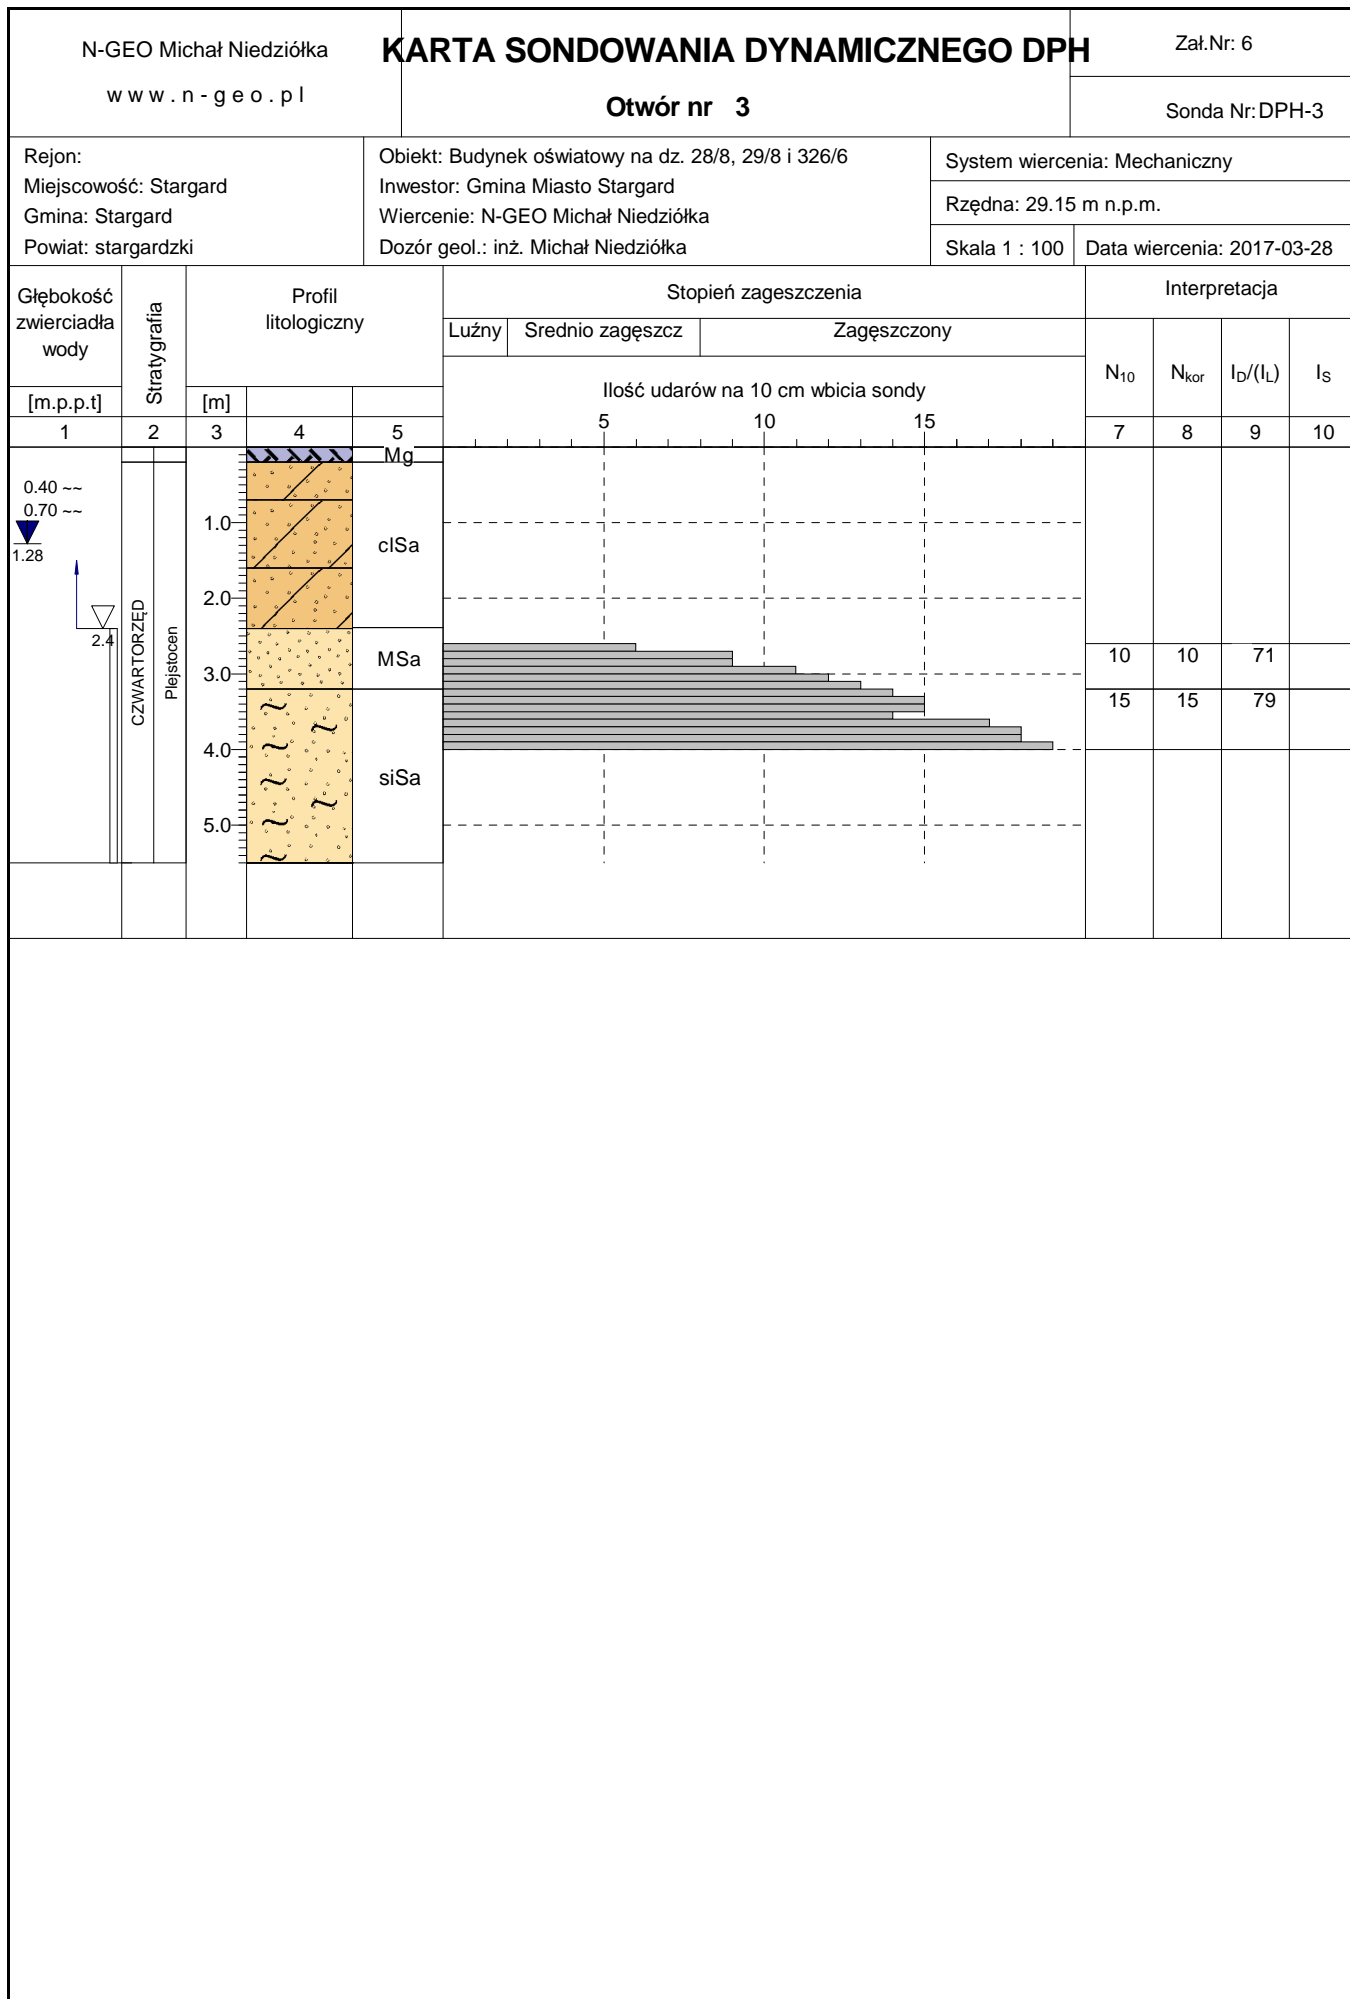 N-GEO Michał Niedziółka
www.n-geo.pl
KARTA SONDOWANIA DYNAMICZNEGO DPH
Otwór nr 3
Zał.Nr: 6
Sonda Nr: DPH-3
Rejon:
Miejscowość: Stargard
Gmina: Stargard
Powiat: stargardzki
Obiekt: Budynek oświatowy na dz. 28/8, 29/8 i 326/6
Inwestor: Gmina Miasto Stargard
Wiercenie: N-GEO Michał Niedziółka
Dozór geol.: inż. Michał Niedziółka
System wiercenia: Mechaniczny
Rzędna: 29.15 m n.p.m.
Skala 1 : 100
Data wiercenia: 2017-03-28
Głębokość
zwierciadła
wody
[m.p.p.t]
Stratygrafia
Profil
litologiczny
[m]
Stopień zageszczenia
Luźny
Srednio zagęszcz
Zagęszczony
Ilość udarów na 10 cm wbicia sondy
5 10 15
Interpretacja
N10
Nkor
ID/(IL)
IS
1 2 3 4 5 7 8 9 10
Mg
0.40 ~~
0.70 ~~
1.28
2.4
CZWARTORZĘD
Plejstocen
1.0
2.0
3.0
4.0
5.0
clSa
MSa
siSa
10 10 71
15 15 79